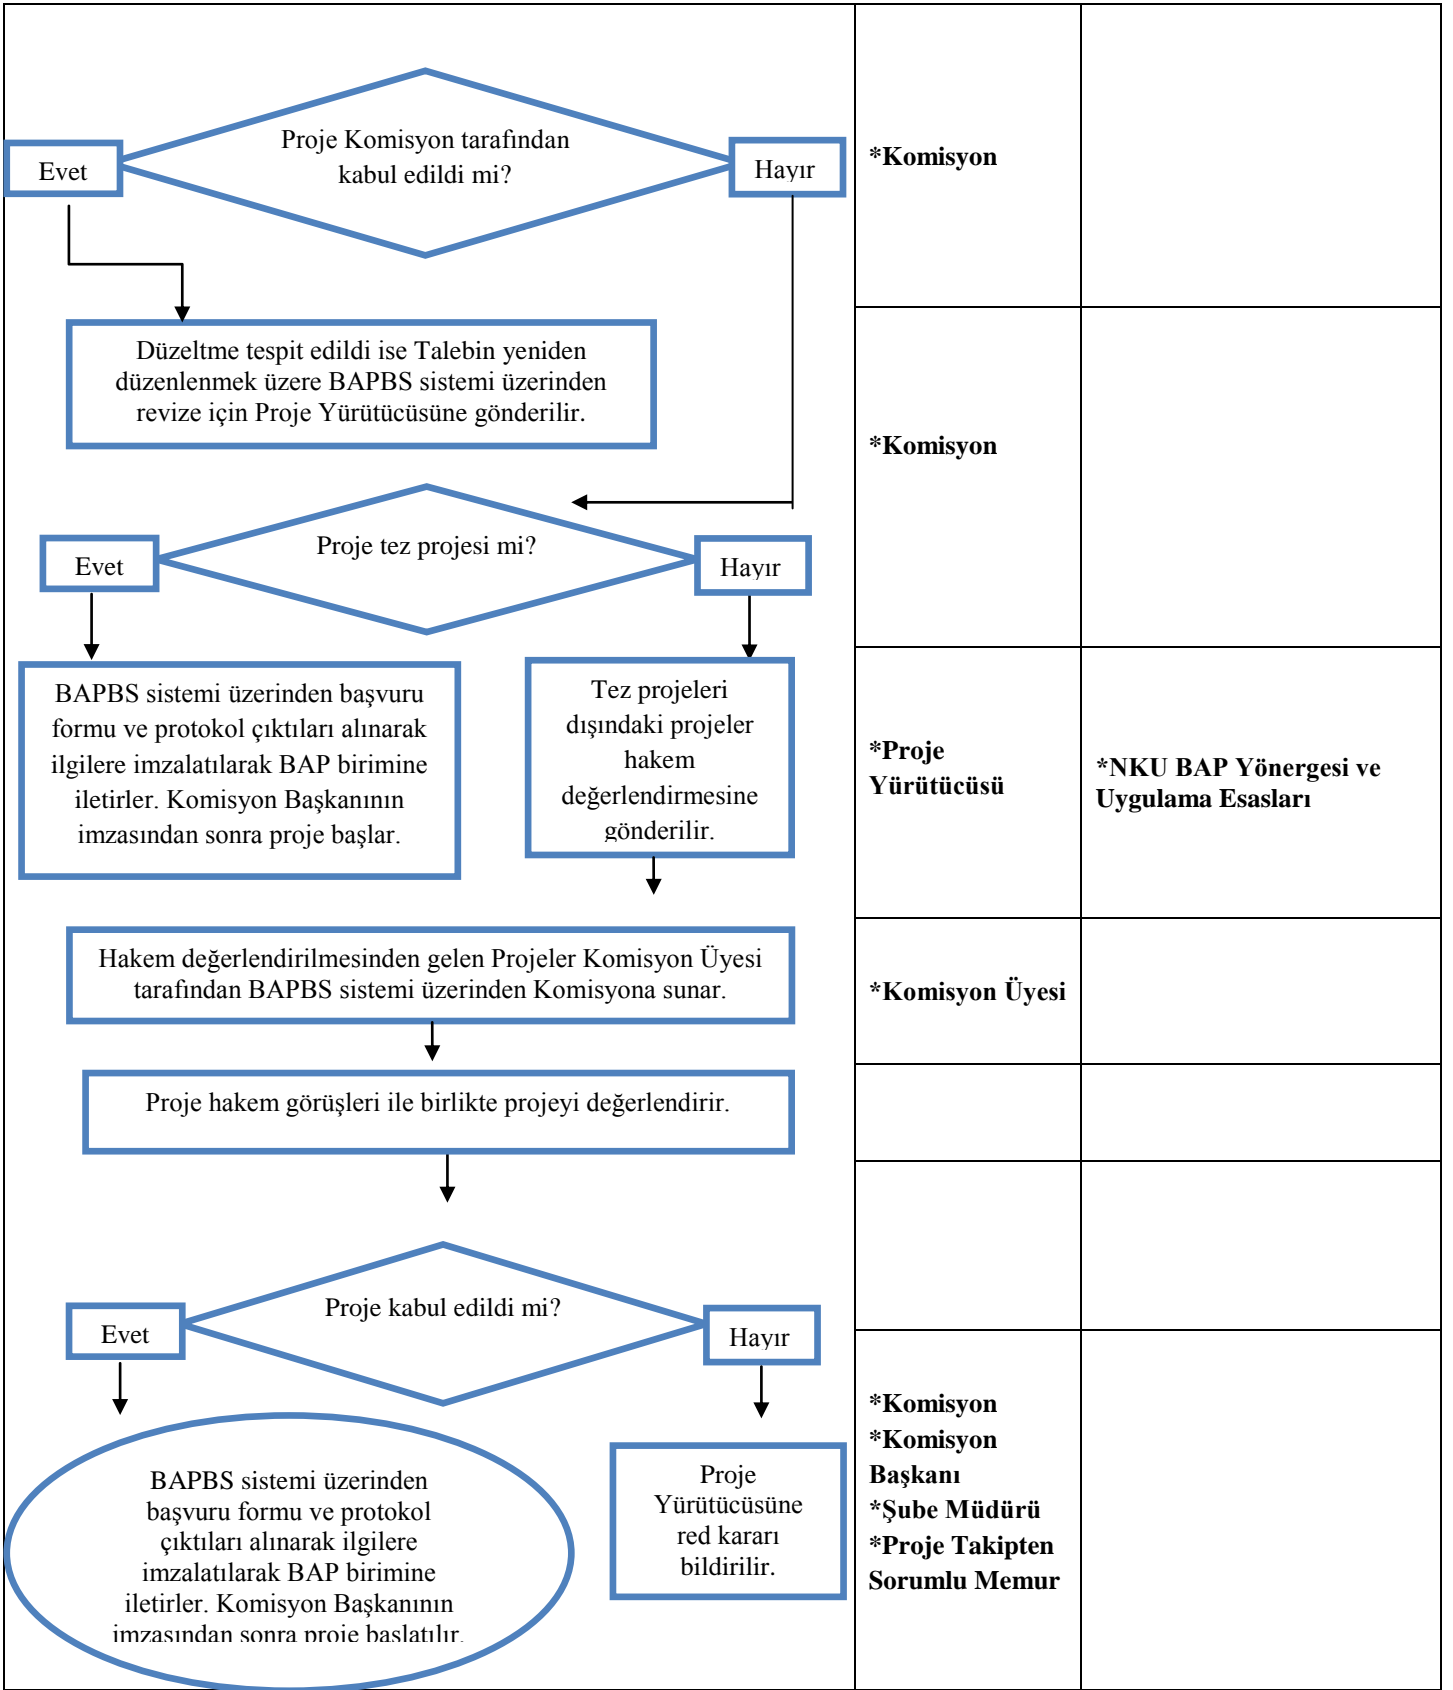 Proje Komisyon tarafından
kabul edildi mi?
Evet
Hayır
*Komisyon
Düzeltme tespit edildi ise Talebin yeniden
düzenlenmek üzere BAPBS sistemi üzerinden
revize için Proje Yürütücüsüne gönderilir.
*Komisyon
Proje tez projesi mi?
Evet
Hayır
BAPBS sistemi üzerinden başvuru
formu ve protokol çıktıları alınarak
ilgilere imzalatılarak BAP birimine
iletirler. Komisyon Başkanının
imzasından sonra proje başlar.
Tez projeleri
dışındaki projeler
hakem
değerlendirmesine
gönderilir.
*Proje
Yürütücüsü
*NKU BAP Yönergesi ve
Uygulama Esasları
Hakem değerlendirilmesinden gelen Projeler Komisyon Üyesi
tarafından BAPBS sistemi üzerinden Komisyona sunar.
*Komisyon Üyesi
Proje hakem görüşleri ile birlikte projeyi değerlendirir.
Proje kabul edildi mi?
Evet
Hayır
BAPBS sistemi üzerinden
başvuru formu ve protokol
çıktıları alınarak ilgilere
imzalatılarak BAP birimine
iletirler. Komisyon Başkanının
imzasından sonra proje başlatılır.
Proje
Yürütücüsüne
red kararı
bildirilir.
*Komisyon
*Komisyon
Başkanı
*Şube Müdürü
*Proje Takipten
Sorumlu Memur